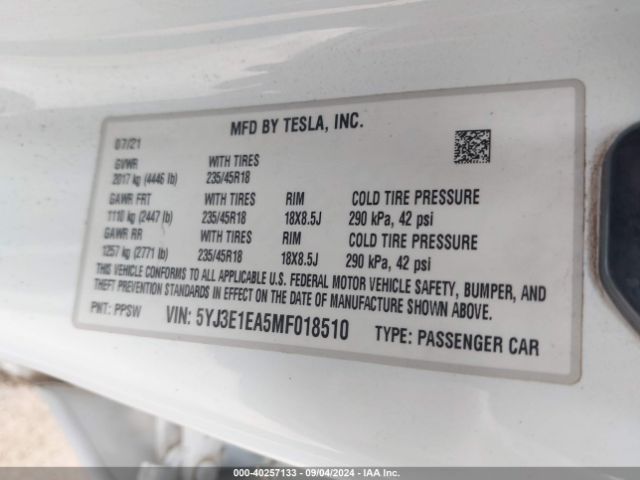 MFD BY TESLA, INC.
07/21
GVWR WITH TIRES
2017 kg (4446 lb) 235/45R18
GAWR FRT WITH TIRES RIM COLD TIRE PRESSURE
1110 kg (2447 lb) 235/45R18 18X8.5J 290 kPa, 42 psi
GAWR RR WITH TIRES RIM COLD TIRE PRESSURE
1257 kg (2771 lb) 235/45R18 18X8.5J 290 kPa, 42 psi
THIS VEHICLE CONFORMS TO ALL APPLICABLE U.S. FEDERAL MOTOR VEHICLE SAFETY, BUMPER, AND
THEFT PREVENTION STANDARDS IN EFFECT ON THE DATE OF MANUFACTURE SHOWN ABOVE.
PNT: PPSW VIN: 5YJ3E1EA5MF018510 TYPE: PASSENGER CAR
000-40257133 - 09/04/2024 - IAA Inc.